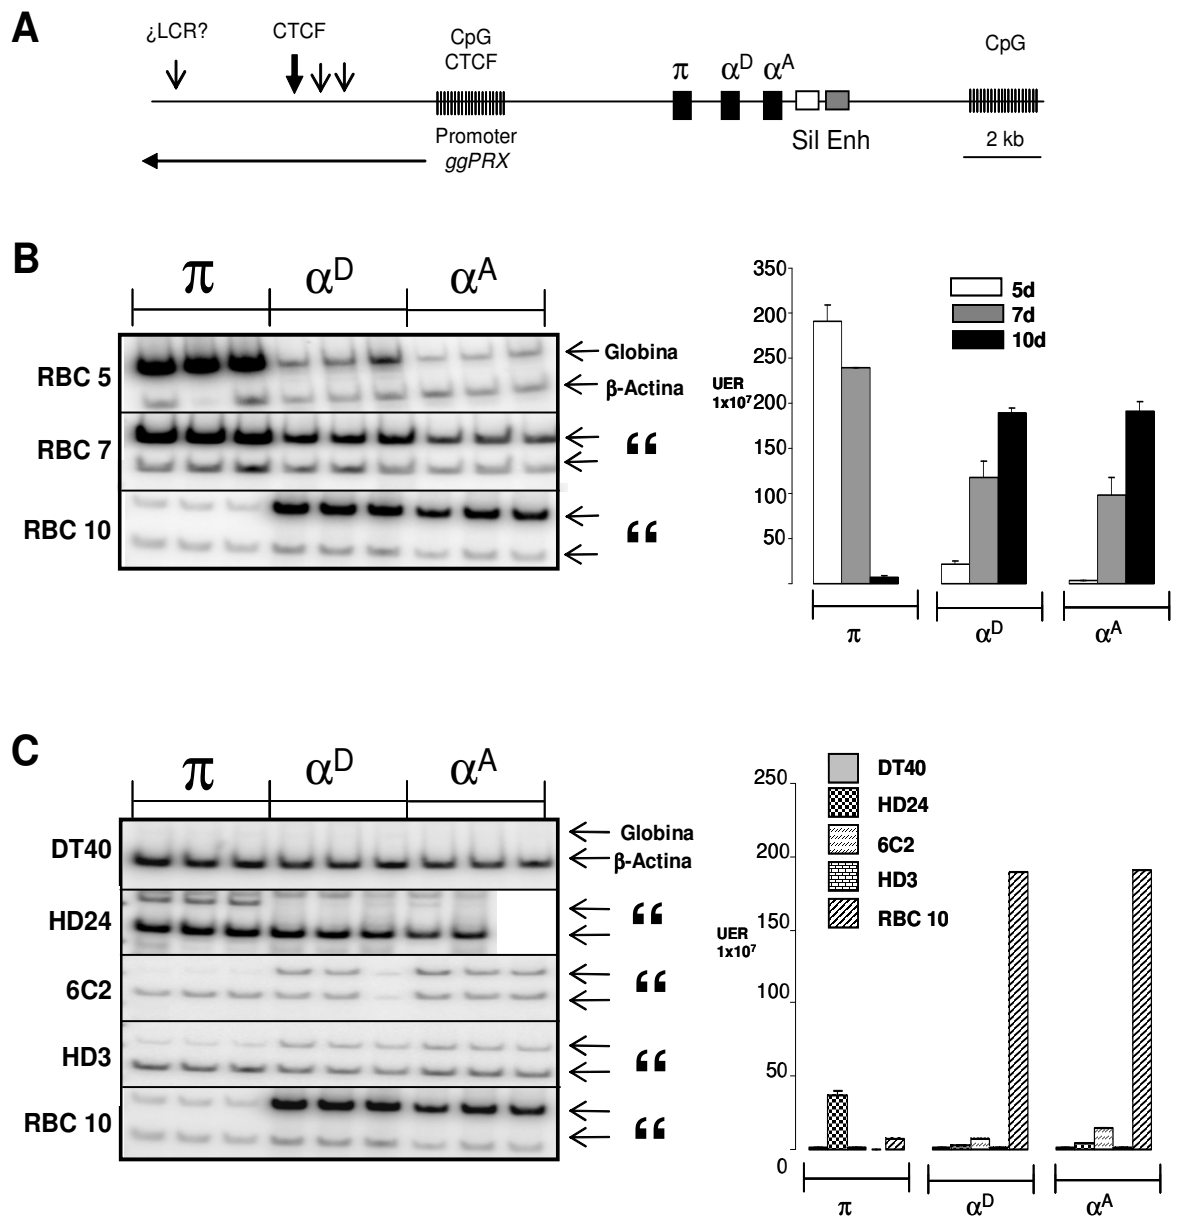 A
¿LCR?
CTCF
CpG
CTCF
CpG
π
αD
αA
Promoter
ggPRX
Sil Enh
2 kb
B
π
αD
αA
RBC 5
Globina
β-Actina
RBC 7
“
RBC 10
“
350
200
250
200
150
100
50
UER
1x10⁷
5d
7d
10d
π
αD
αA
C
π
αD
αA
DT40
Globina
β-Actina
HD24
“
6C2
“
HD3
“
RBC 10
“
250
200
150
100
50
0
UER
1x10⁷
DT40
HD24
6C2
HD3
RBC 10
π
αD
αA